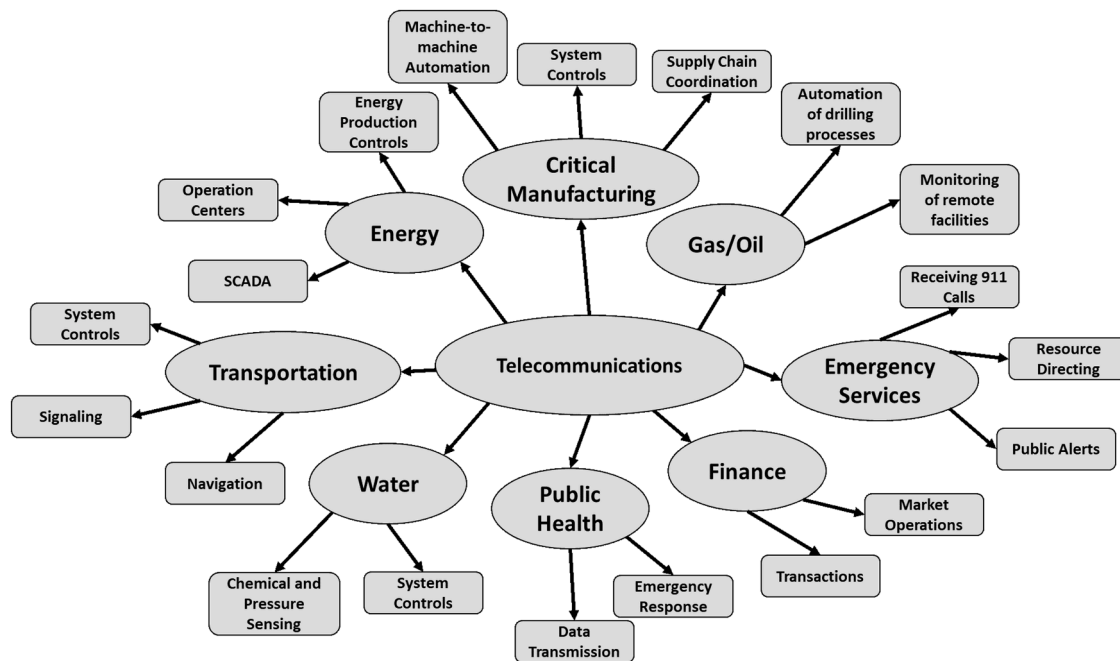 Machine-to-
machine
Automation
System
Controls
Supply Chain
Coordination
Automation
of drilling
processes
Energy
Production
Controls
Critical
Manufacturing
Monitoring
of remote
facilities
Operation
Centers
Energy
Gas/Oil
SCADA
Receiving 911
Calls
System
Controls
Transportation
Telecommunications
Emergency
Services
Resource
Directing
Signaling
Public Alerts
Navigation
Water
Public
Health
Finance
Market
Operations
Chemical and
Pressure
Sensing
System
Controls
Emergency
Response
Transactions
Data
Transmission